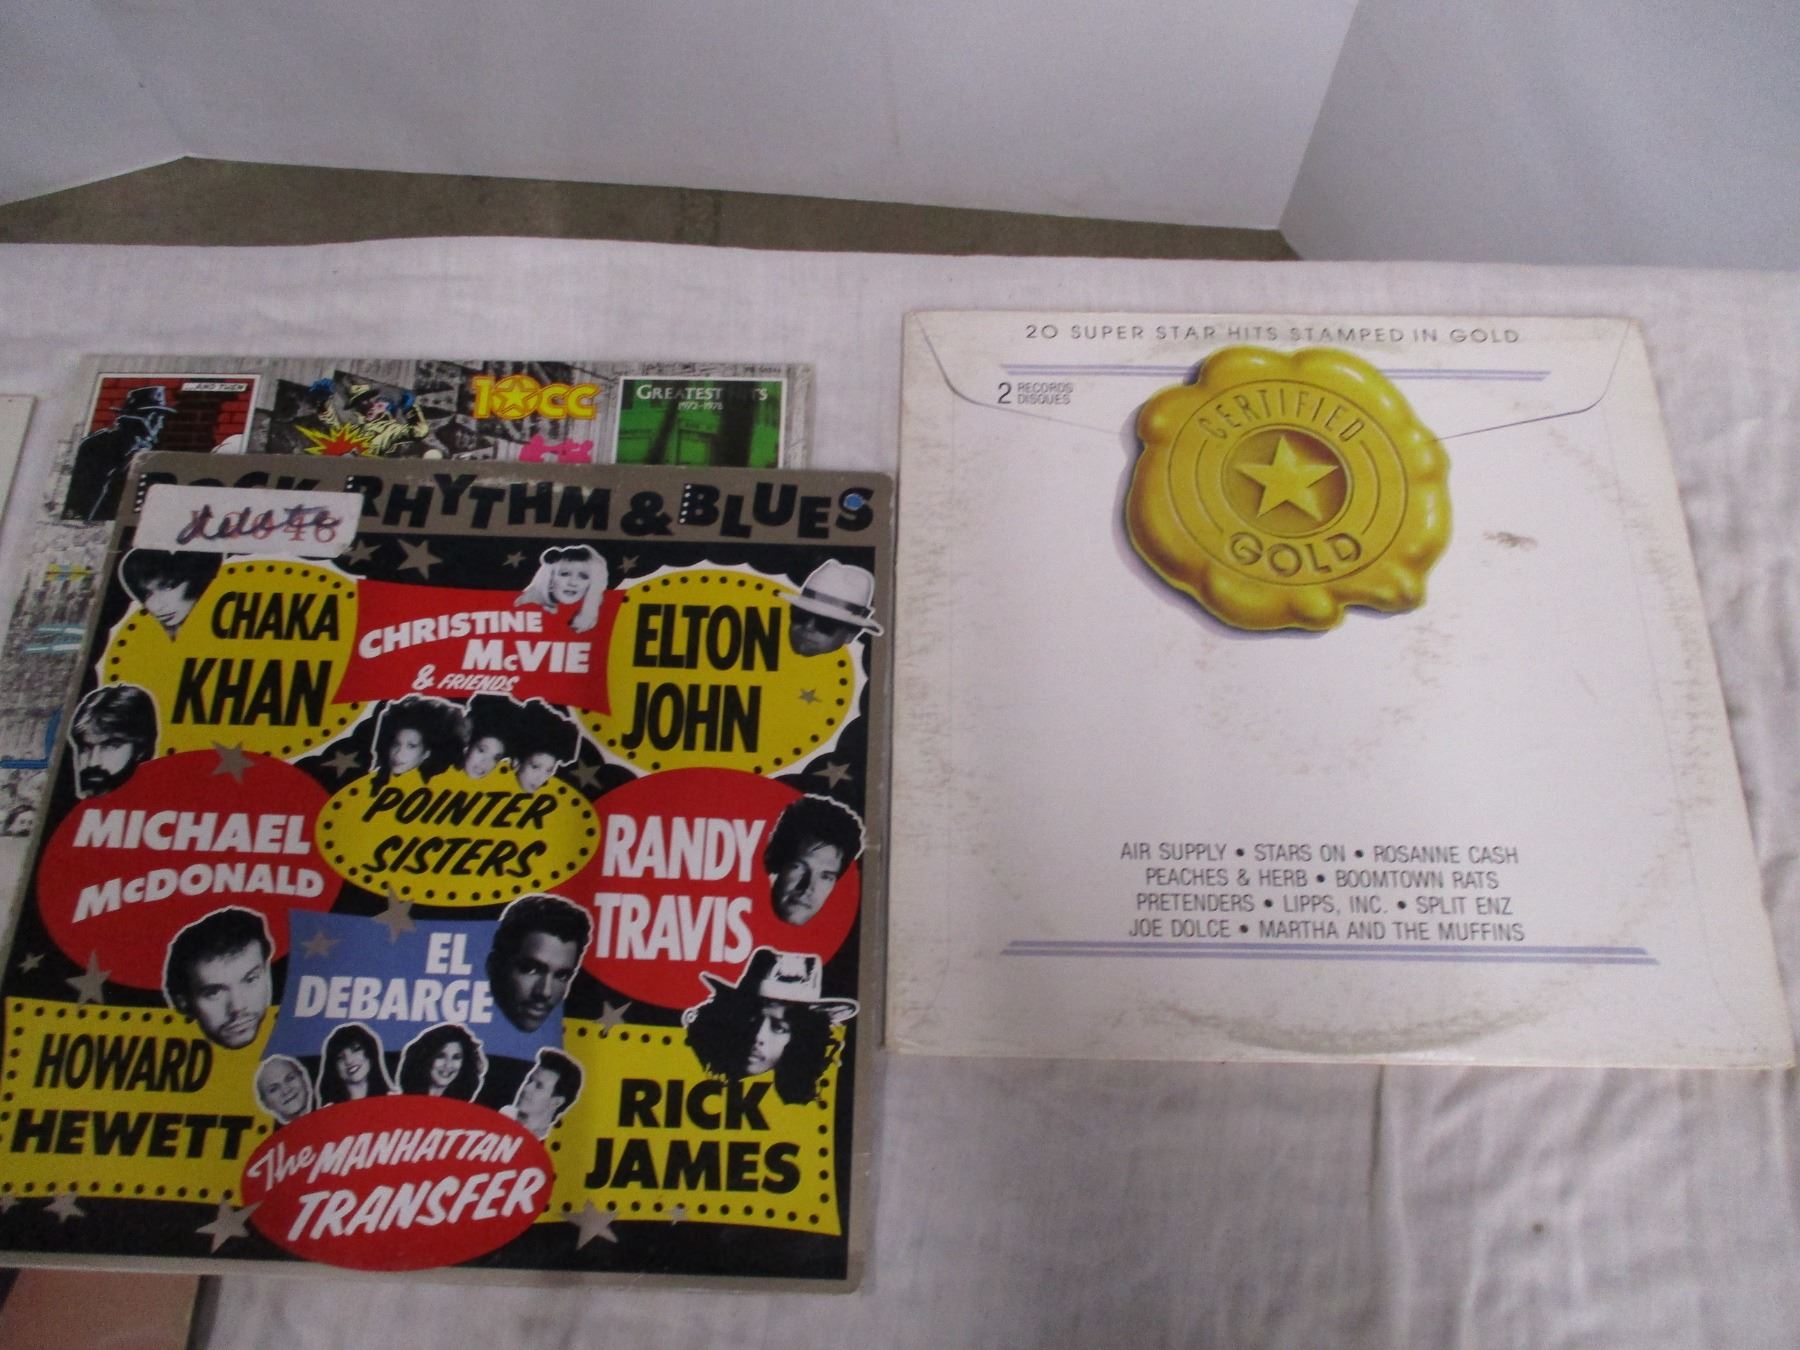 ...AND THEN
10CC
GREATEST
1972-1978
ROCK, RHYTHM & BLUES
CHAKA
KHAN
CHRISTINE
McVIE
& FRIENDS
ELTON
JOHN
MICHAEL
McDONALD
POINTER
SISTERS
RANDY
TRAVIS
EL
DEBARGE
HOWARD
HEWETT
The MANHATTAN
TRANSFER
RICK
JAMES
20 SUPER STAR HITS STAMPED IN GOLD
2 RECORDS
DISQUES
CERTIFIED
GOLD
AIR SUPPLY • STARS ON • ROSANNE CASH
PEACHES & HERB • BOOMTOWN RATS
PRETENDERS • LIPPS, INC. • SPLIT ENZ
JOE DOLCE • MARTHA AND THE MUFFINS